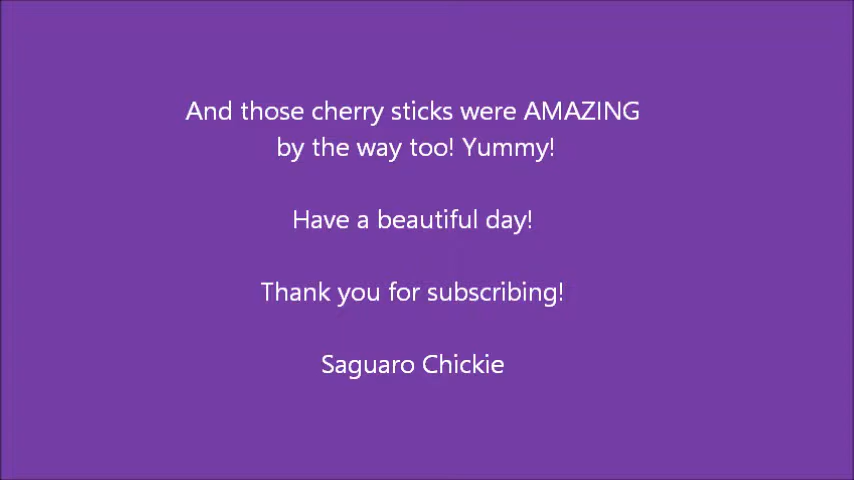 And those cherry sticks were AMAZING
by the way too! Yummy!
Have a beautiful day!
Thank you for subscribing!
Saguaro Chickie